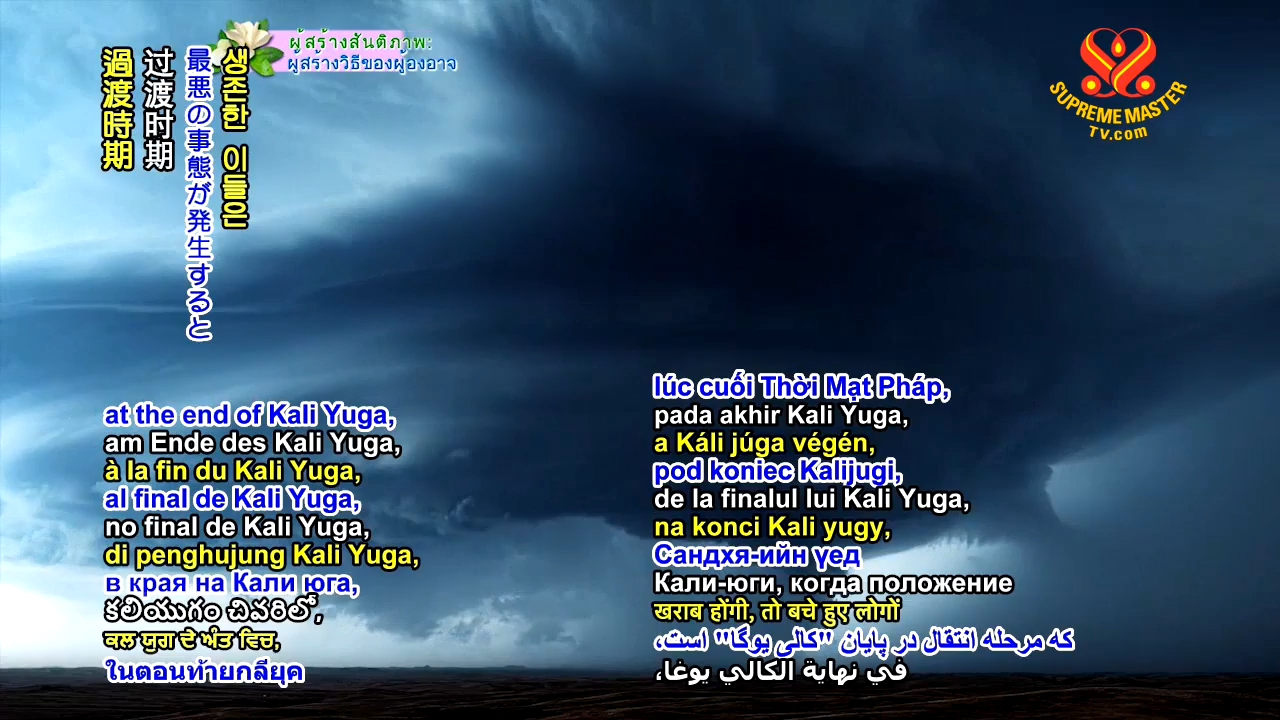 ผู้สร้างสันติภาพ:
ผู้สร้างวิธีของผู้องอาจ
SUPREME MASTER
TV.com
생존한 이들은
最悪の事態が発生すると
过渡时期
過渡時期
at the end of Kali Yuga,
am Ende des Kali Yuga,
à la fin du Kali Yuga,
al final de Kali Yuga,
no final de Kali Yuga,
di penghujung Kali Yuga,
в края на Кали юга,
కలియుగం చివరిలో,
ਕਲ ਯੁਗ ਦੇ ਅੰਤ ਵਿਚ,
ในตอนท้ายกลียุค
lúc cuối Thời Mạt Pháp,
pada akhir Kali Yuga,
a Káli júga végén,
pod koniec Kalijugi,
de la finalul lui Kali Yuga,
na konci Kali yugy,
Сандхя-ийн үед
Кали-юги, когда положение
खराब होंगी, तो बचे हुए लोगों
که مرحله انتقال در پایان "کالی یوگا" است،
في نهاية الكالي يوغا،